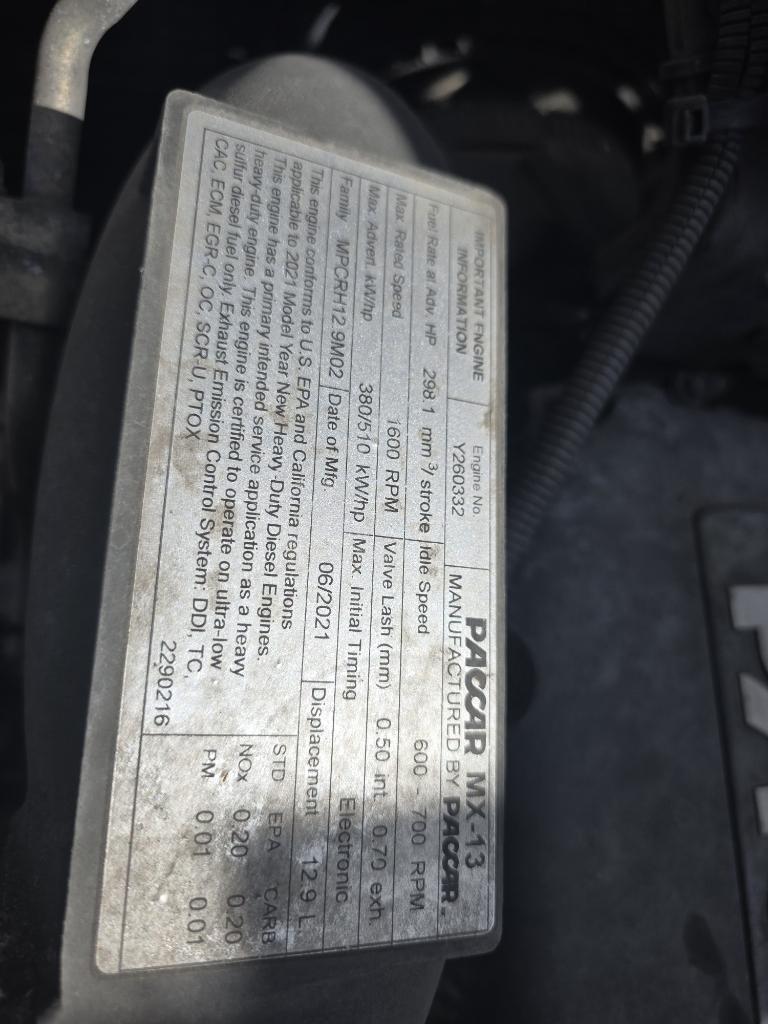 IMPORTANT ENGINE
INFORMATION
Engine No.
Y260332
PACCAR MX-13
MANUFACTURED BY PACCAR
Fuel Rate at Adv. HP 298.1 mm³/ stroke Idle Speed 600 - 700 RPM
Max. Rated Speed 1600 RPM Valve Lash (mm) 0.50 int. 0.70 exh.
Max. Advert. kW/hp 380/510 kW/hp Max. Initial Timing Electronic
Family MPCRH12.9M02 Date of Mfg. 06/2021 Displacement 12.9 L
This engine conforms to U.S. EPA and California regulations
applicable to 2021 Model Year New Heavy-Duty Diesel Engines.
This engine has a primary intended service application as a heavy
heavy-duty engine. This engine is certified to operate on ultra-low
sulfur diesel fuel only. Exhaust Emission Control System: DDI, TC,
CAC, ECM, EGR-C, OC, SCR-U, PTOX
2290216
STD EPA CARB
NOx 0.20 0.20
PM 0.01 0.01